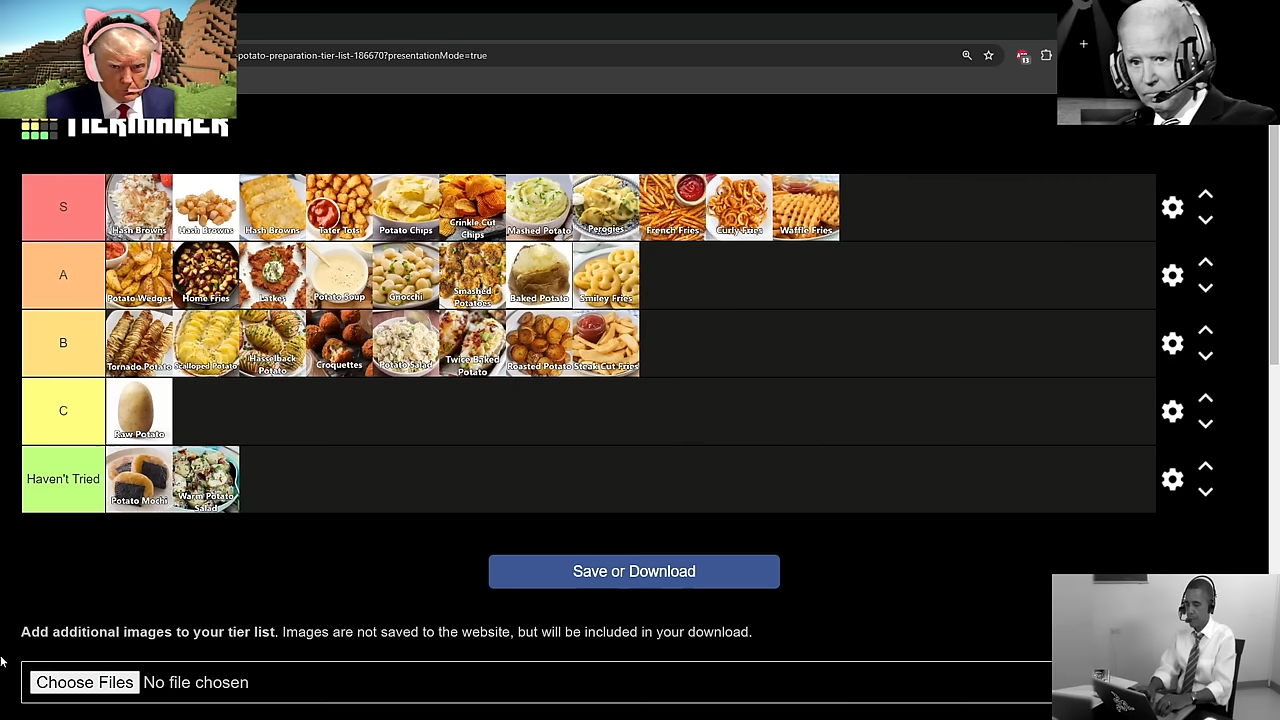 potato-preparation-tier-list-186670?presentationMode=true
13
TIERMAKER
S
Hash Browns
Hash Browns
Hash Browns
Tater Tots
Potato Chips
Crinkle Cut
Chips
Mashed Potato
Perogies
French Fries
Curly Fries
Waffle Fries
A
Potato Wedges
Home Fries
Latkes
Potato Soup
Gnocchi
Smashed
Potatoes
Baked Potato
Smiley Fries
B
Tornado Potato
Scalloped Potato
Hasselback
Potato
Croquettes
Potato Salad
Twice Baked
Potato
Roasted Potato
Steak Cut Fries
C
Raw Potato
Haven't Tried
Potato Mochi
Warm Potato
Salad
Save or Download
Add additional images to your tier list. Images are not saved to the website, but will be included in your download.
Choose Files No file chosen